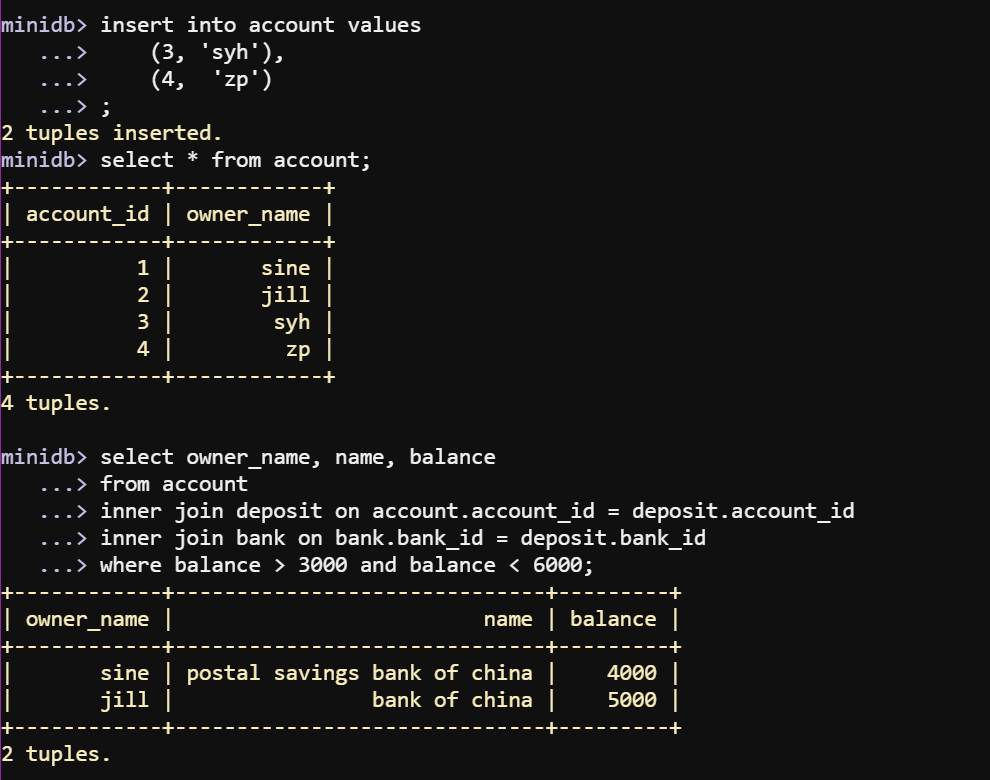 minidb> insert into account values
   ...>     (3, 'syh'),
   ...>     (4,  'zp')
   ...> ;
2 tuples inserted.
minidb> select * from account;
+------------+------------+
| account_id | owner_name |
+------------+------------+
|          1 |       sine |
|          2 |       jill |
|          3 |        syh |
|          4 |         zp |
+------------+------------+
4 tuples.

minidb> select owner_name, name, balance
   ...> from account
   ...> inner join deposit on account.account_id = deposit.account_id
   ...> inner join bank on bank.bank_id = deposit.bank_id
   ...> where balance > 3000 and balance < 6000;
+------------+------------------------------+---------+
| owner_name |                         name | balance |
+------------+------------------------------+---------+
|       sine | postal savings bank of china |    4000 |
|       jill |                bank of china |    5000 |
+------------+------------------------------+---------+
2 tuples.